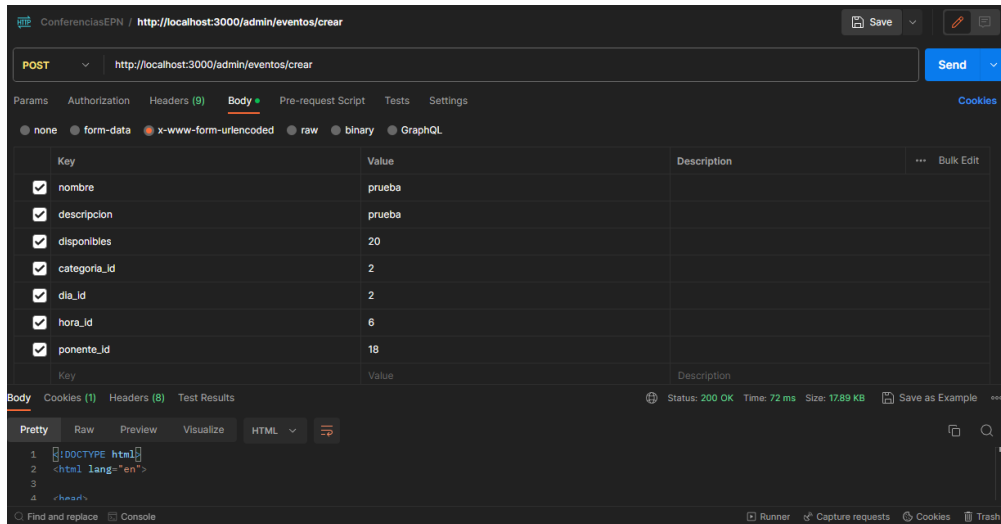 HTTP ConferenciasEPN / http://localhost:3000/admin/eventos/crear Save
POST http://localhost:3000/admin/eventos/crear Send
Params Authorization Headers (9) Body Pre-request Script Tests Settings Cookies
none form-data x-www-form-urlencoded raw binary GraphQL
Key Value Description Bulk Edit
nombre prueba
descripcion prueba
disponibles 20
categoria_id 2
dia_id 2
hora_id 6
ponente_id 18
Key Value Description
Body Cookies (1) Headers (8) Test Results Status: 200 OK Time: 72 ms Size: 17.89 KB Save as Example
Pretty Raw Preview Visualize HTML
1 <!DOCTYPE html>
2 <html lang="en">
3
4 <head>
Find and replace Console Runner Capture requests Cookies Trash